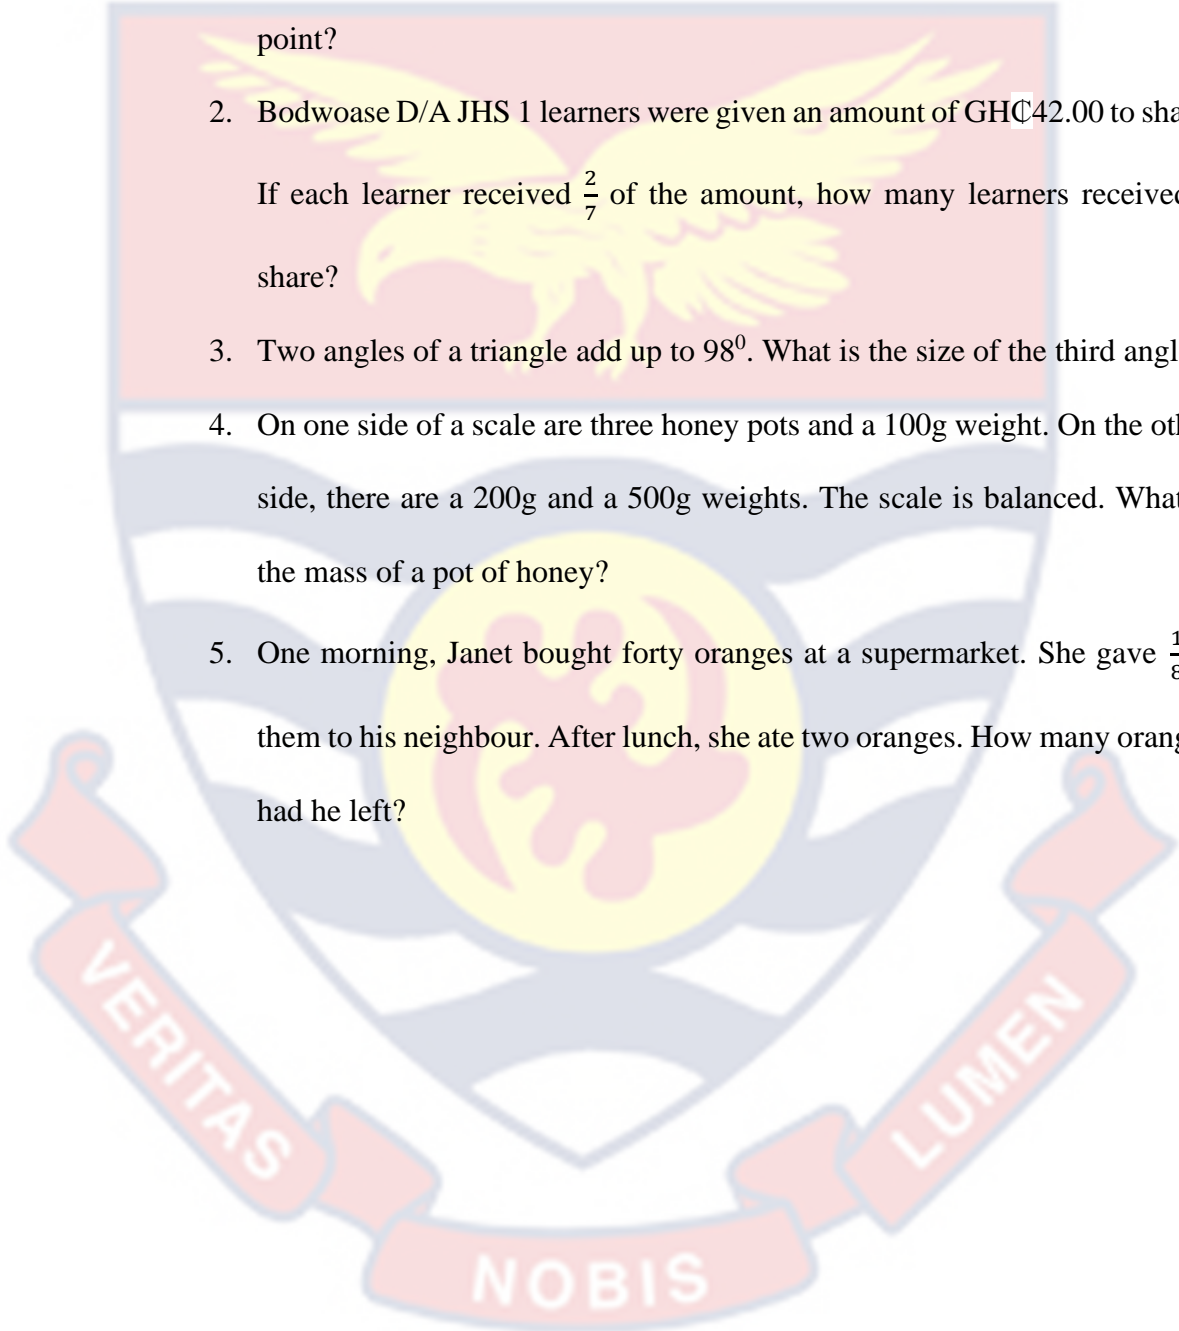 point?
2. Bodwoase D/A JHS 1 learners were given an amount of GH₵42.00 to sha
If each learner received 2/7 of the amount, how many learners received
share?
3. Two angles of a triangle add up to 98⁰. What is the size of the third angl
4. On one side of a scale are three honey pots and a 100g weight. On the oth
side, there are a 200g and a 500g weights. The scale is balanced. What
the mass of a pot of honey?
5. One morning, Janet bought forty oranges at a supermarket. She gave 1/8
them to his neighbour. After lunch, she ate two oranges. How many orang
had he left?
VERITAS
NOBIS
LUMEN